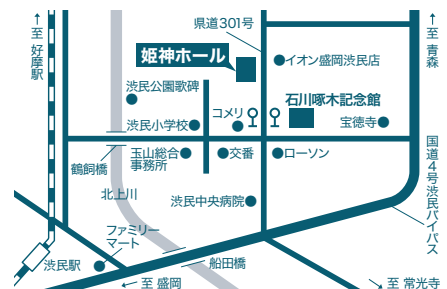 至 好摩駅
県道301号
至 青森
姫神ホール
イオン盛岡渋民店
渋民公園歌碑
コメリ
石川啄木記念館
渋民小学校
宝徳寺
鶴飼橋
玉山総合
事務所
交番
ローソン
国道4号渋民バイパス
北上川
渋民中央病院
ファミリー
マート
渋民駅
船田橋
至 盛岡
至 常光寺